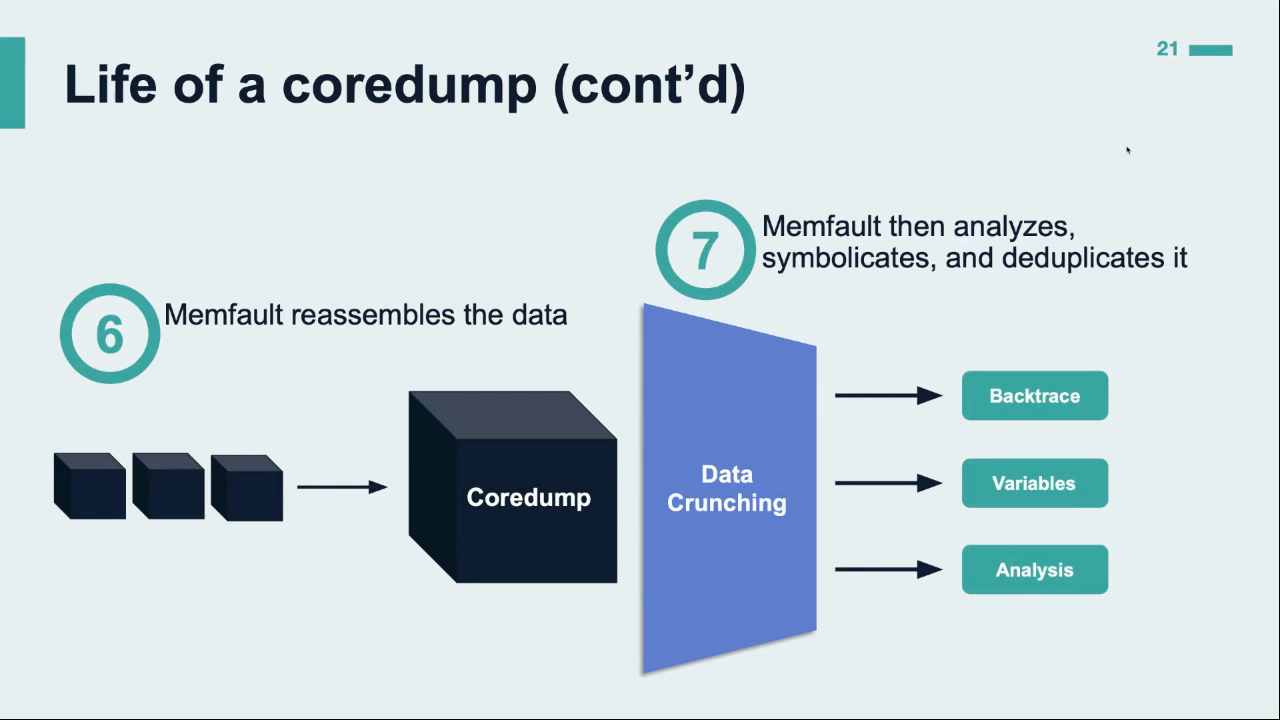 21
Life of a coredump (cont’d)
7
Memfault then analyzes,
symbolicates, and deduplicates it
6
Memfault reassembles the data
Coredump
Data
Crunching
Backtrace
Variables
Analysis